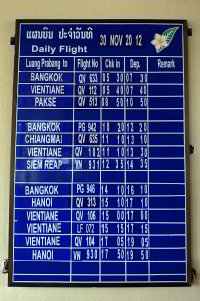 ແຜນບິນ ປະຈຳວັນທີ 30 NOV 20 12
Daily Flight
Luang Prabang to Flight No Chk in Dep. Remark
BANGKOK QV 633 05 30 07 30
VIENTIANE QV 112 05 40 07 40
PAKSE QV 513 08 50 10 50
BANGKOK PG 942 10 20 12 20
CHIANGMAI QV 635 11 10 13 10
VIENTIANE QV 102 11 10 13 30
SIEM REAP VN 931 12 35 14
BANGKOK PG 946 14 10 16 10
HANOI QV 313 15 10 17 10
VIENTIANE QV 106 15 00 17 00
VIENTIANE LF 072 15 15 17 15
VIENTIANE QV 104 17 05 19 05
HANOI VN 930 17 50 19 50